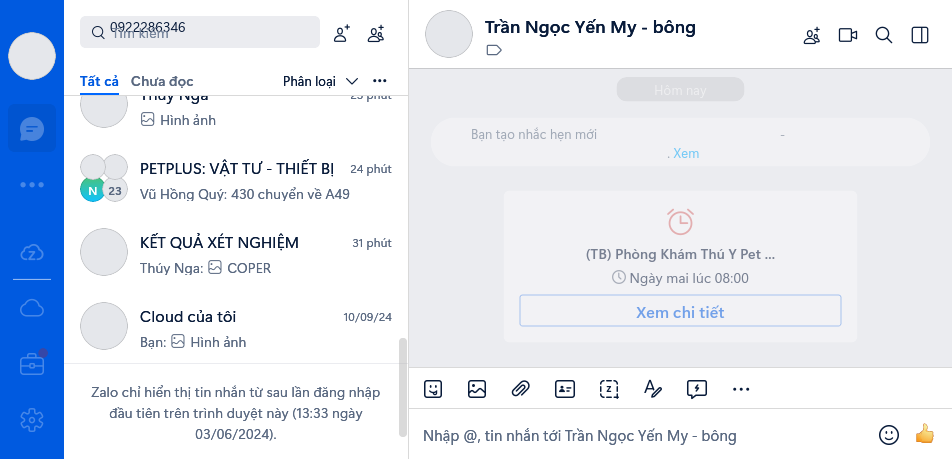 0922286346
Tìm kiếm
Tất cả Chưa đọc Phân loại
Thúy Nga 23 phút
Hình ảnh
PETPLUS: VẬT TƯ - THIẾT BỊ 24 phút
N 23
Vũ Hồng Quý: 430 chuyển về A49
KẾT QUẢ XÉT NGHIỆM 31 phút
Thúy Nga: COPER
Cloud của tôi 10/09/24
Bạn: Hình ảnh
Zalo chỉ hiển thị tin nhắn từ sau lần đăng nhập
đầu tiên trên trình duyệt này (13:33 ngày
03/06/2024).
Trần Ngọc Yến My - bông
Hôm nay
Bạn tạo nhắc hẹn mới -
. Xem
(TB) Phòng Khám Thú Y Pet ...
Ngày mai lúc 08:00
Xem chi tiết
Nhập @, tin nhắn tới Trần Ngọc Yến My - bông